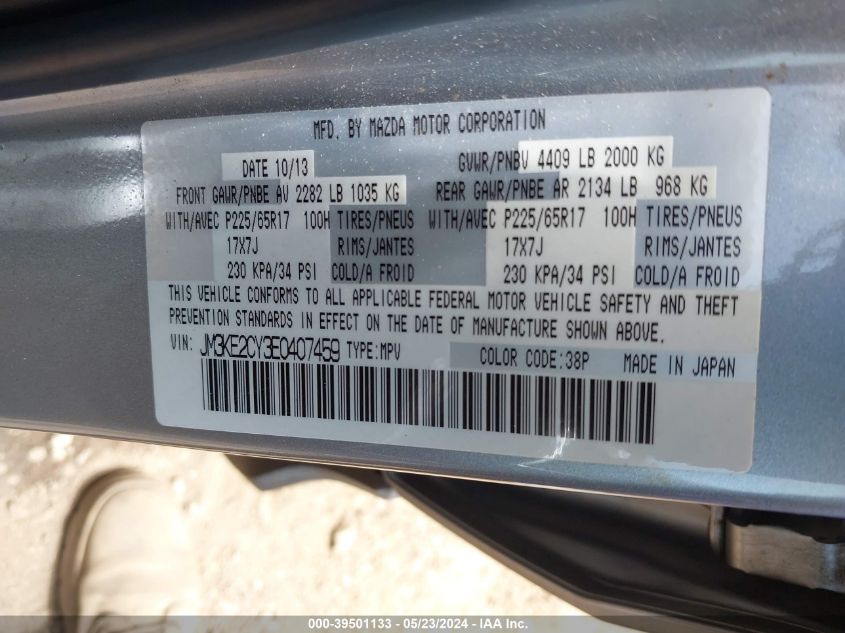 MFD. BY MAZDA MOTOR CORPORATION
DATE 10/13 GVWR/PNBV 4409 LB 2000 KG
FRONT GAWR/PNBE AV 2282 LB 1035 KG REAR GAWR/PNBE AR 2134 LB 968 KG
WITH/AVEC P225/65R17 100H TIRES/PNEUS WITH/AVEC P225/65R17 100H TIRES/PNEUS
17X7J RIMS/JANTES 17X7J RIMS/JANTES
230 KPA/34 PSI COLD/A FROID 230 KPA/34 PSI COLD/A FROID
THIS VEHICLE CONFORMS TO ALL APPLICABLE FEDERAL MOTOR VEHICLE SAFETY AND THEFT
PREVENTION STANDARDS IN EFFECT ON THE DATE OF MANUFACTURE SHOWN ABOVE.
VIN: JM3KE2CY3E0407459 TYPE:MPV COLOR CODE:38P MADE IN JAPAN
000-39501133 - 05/23/2024 - IAA Inc.